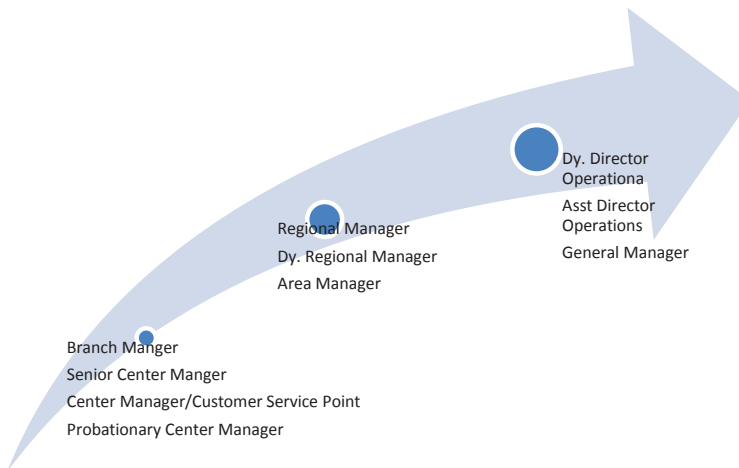 Dy. Director
Operationa
Asst Director
Operations
General Manager
Regional Manager
Dy. Regional Manager
Area Manager
Branch Manger
Senior Center Manger
Center Manager/Customer Service Point
Probationary Center Manager